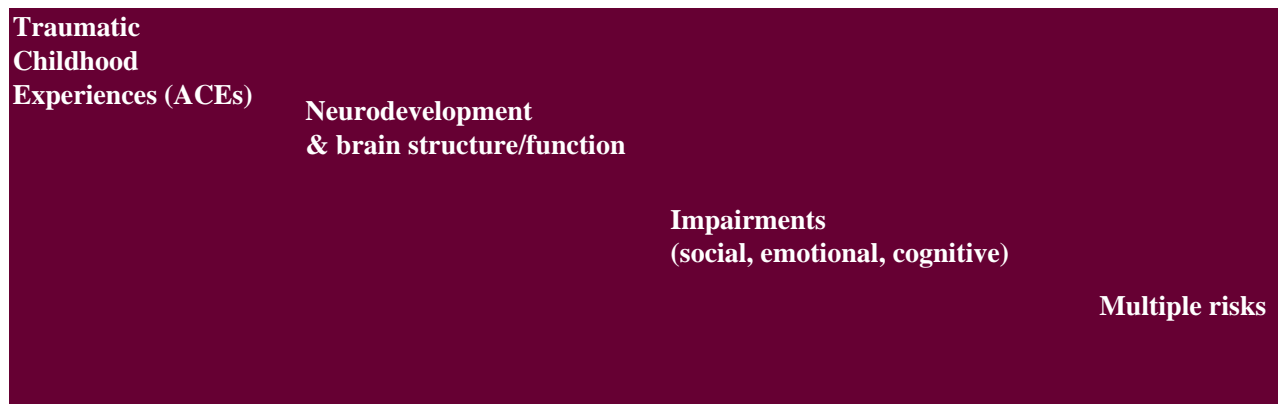 Traumatic
Childhood
Experiences (ACEs)
Neurodevelopment
& brain structure/function
Impairments
(social, emotional, cognitive)
Multiple risks